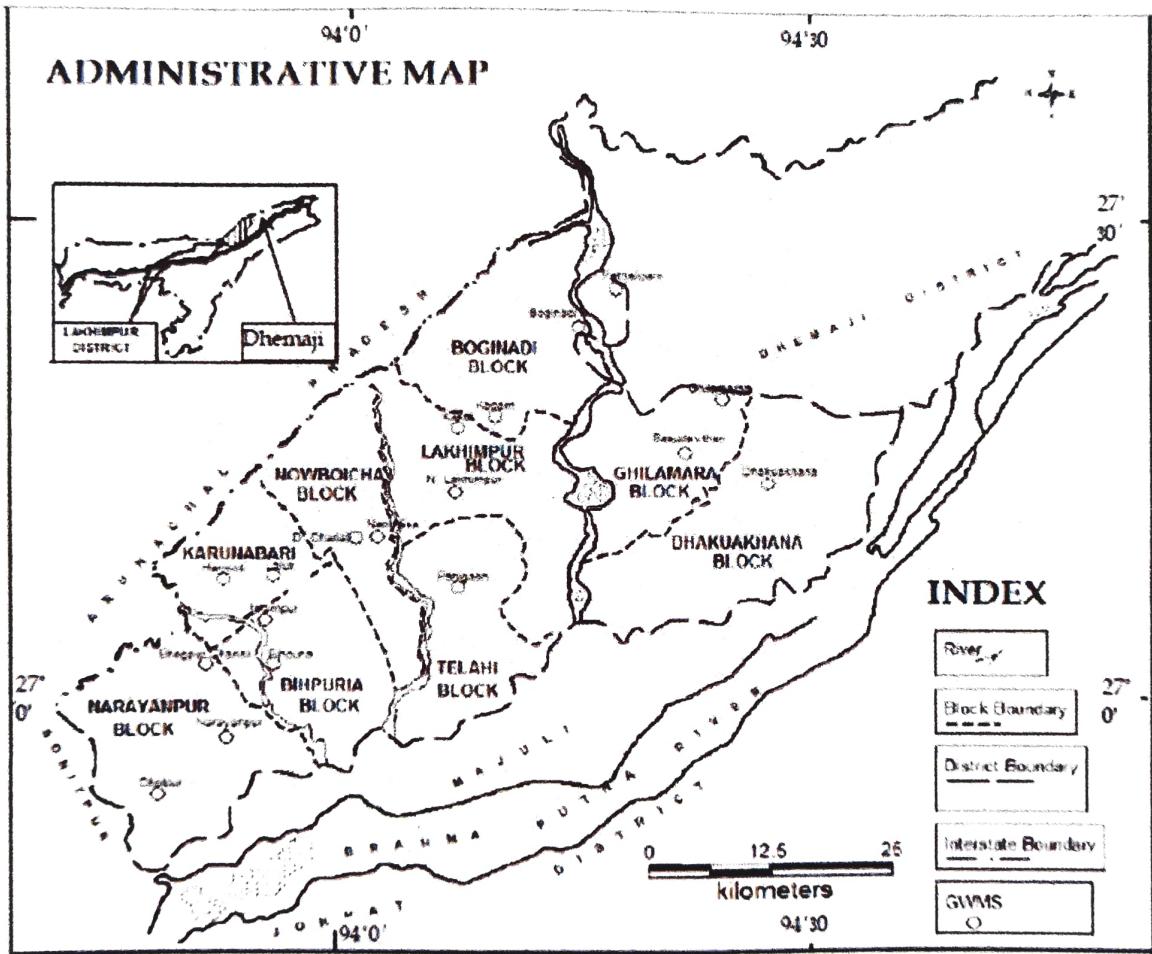 94°0'
94°30
ADMINISTRATIVE MAP
27'
30'
LAKHIMPUR
DISTRICT
Dhemaji
DHEMAJI DISTRICT
Boginadi
BOGINADI
BLOCK
ARUNACHAL
LAKHIMPUR
BLOCK
N. Lakhimpur
NOWBOICHA
BLOCK
GHILAMARA
BLOCK
Dhakuakhana
DHAKUAKHANA
BLOCK
KARUNABARI
INDEX
River
Block Boundary
District Boundary
Interstate Boundary
GWMS
TELAHI
BLOCK
BIHPURIA
BLOCK
27'
0'
NARAYANPUR
BLOCK
Narayanpur
27°
0'
SONITPUR
MAJULI
BRAHMA PUTRA RIVER
DISTRICT
0 12.5 25
kilometers
94'0'
94'30